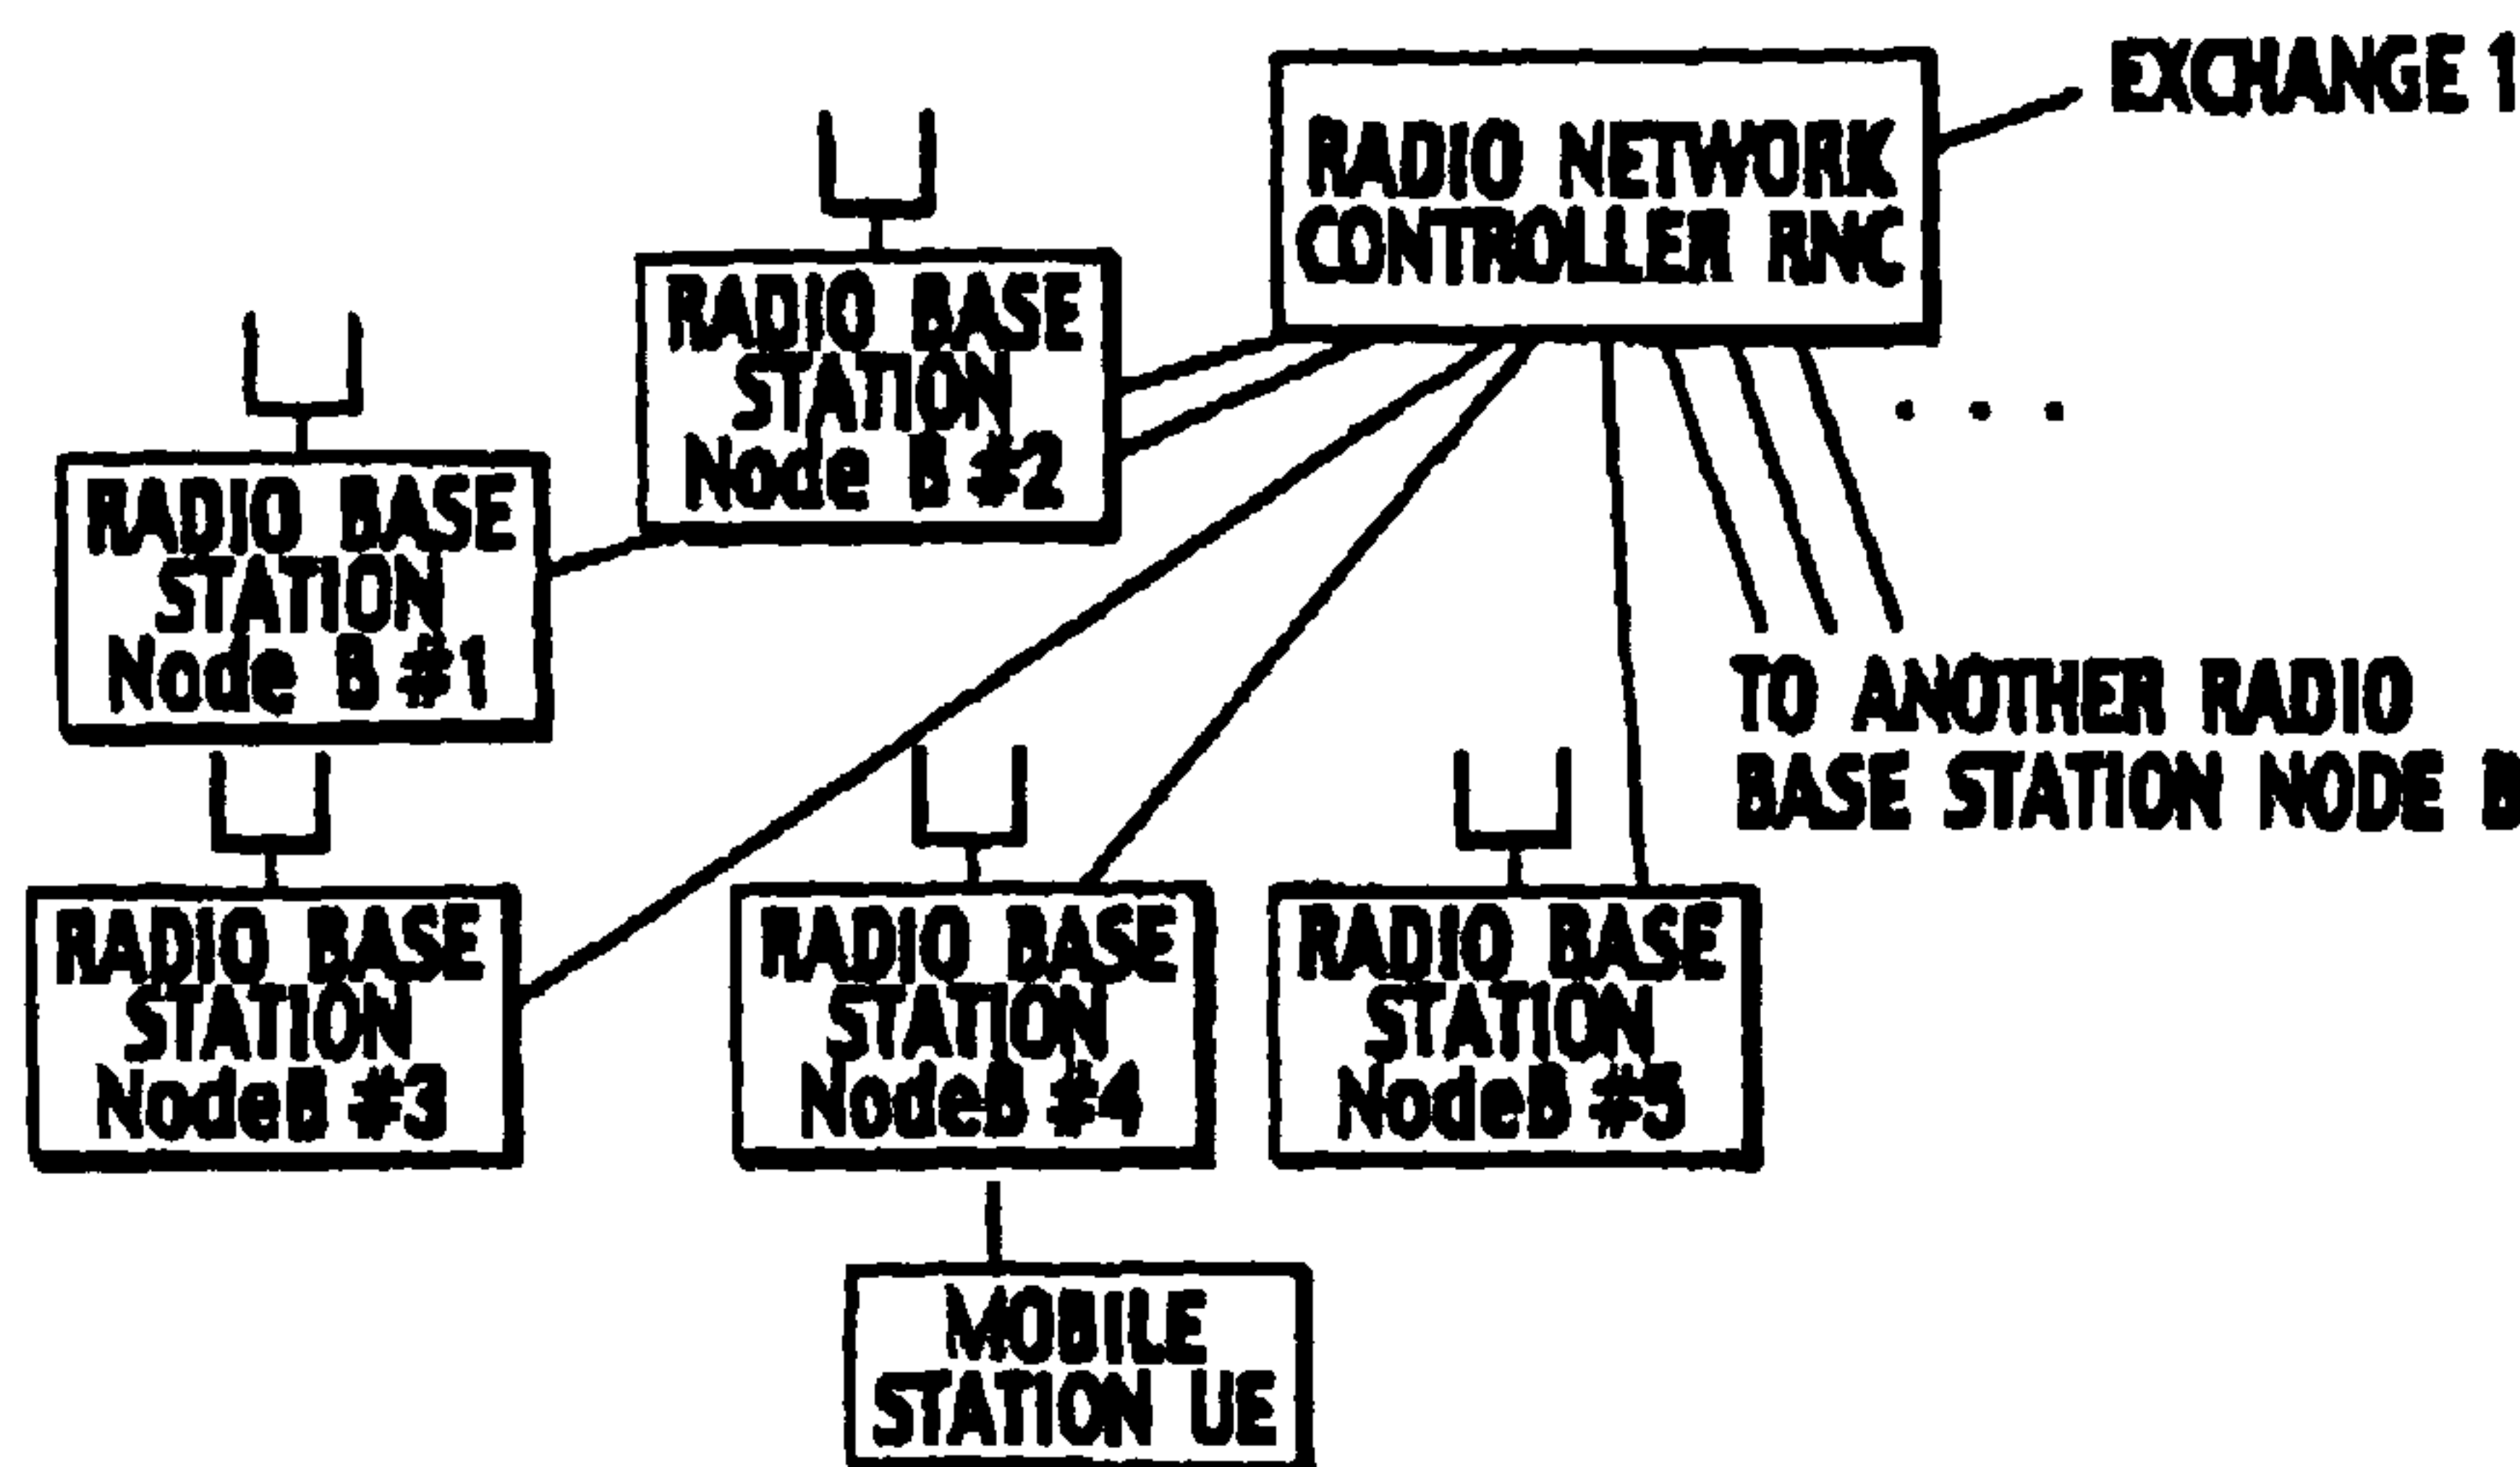 EXCHANGE 1
RADIO NETWORK
CONTROLLER RNC
RADIO BASE
STATION
Node B #2
RADIO BASE
STATION
Node B #1
TO ANOTHER RADIO
BASE STATION NODE B
RADIO BASE
STATION
NodeB #3
RADIO BASE
STATION
NodeB #4
RADIO BASE
STATION
NodeB #5
MOBILE
STATION UE